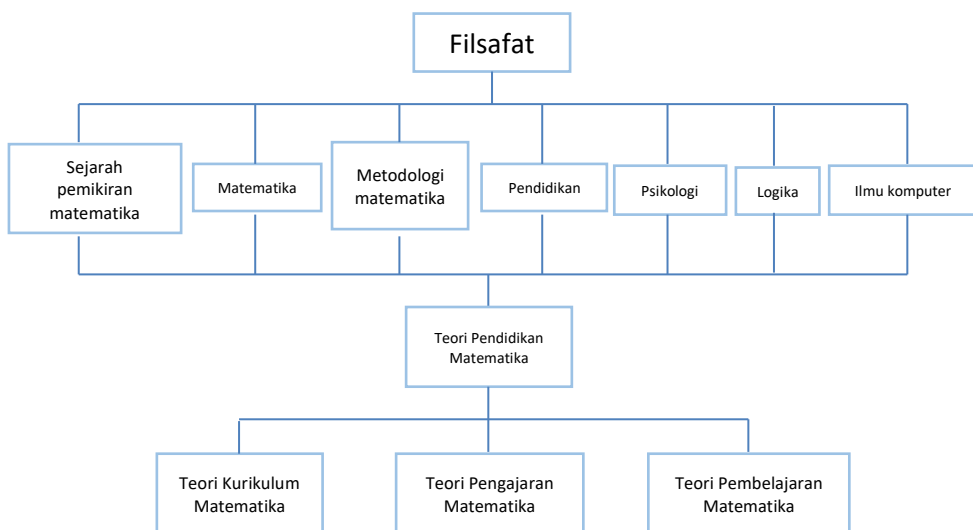 Filsafat
Sejarah
pemikiran
matematika
Matematika
Metodologi
matematika
Pendidikan
Psikologi
Logika
Ilmu komputer
Teori Pendidikan
Matematika
Teori Kurikulum
Matematika
Teori Pengajaran
Matematika
Teori Pembelajaran
Matematika